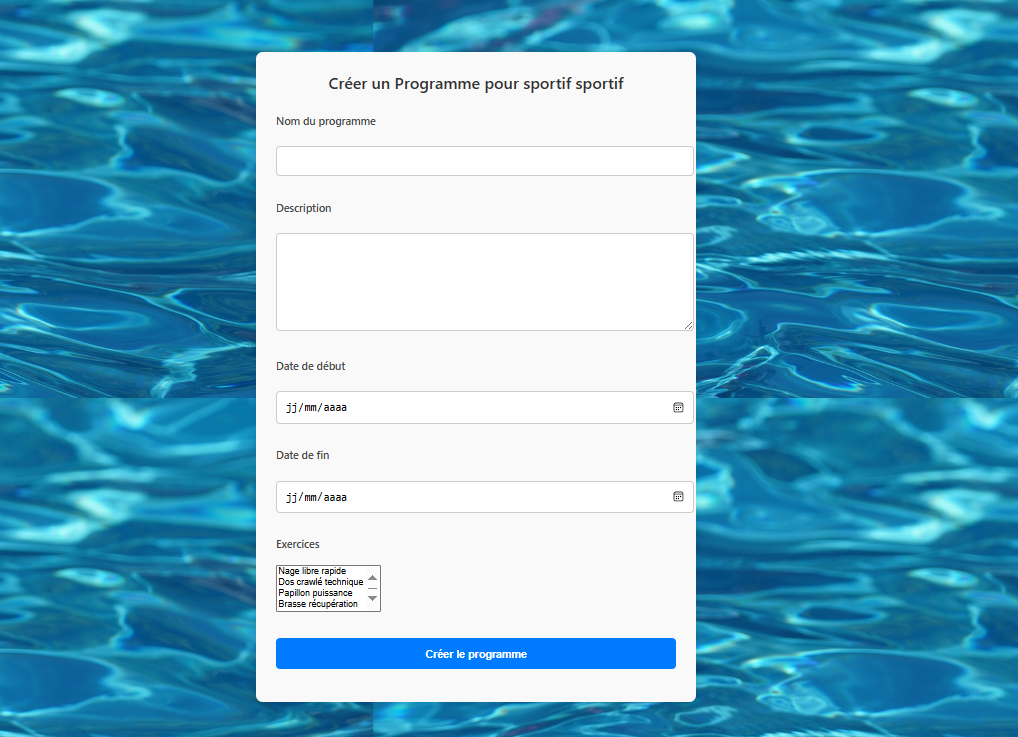 Créer un Programme pour sportif sportif
Nom du programme
Description
Date de début
jj/mm/aaaa
Date de fin
jj/mm/aaaa
Exercices
Nage libre rapide
Dos crawlé technique
Papillon puissance
Brasse récupération
Créer le programme